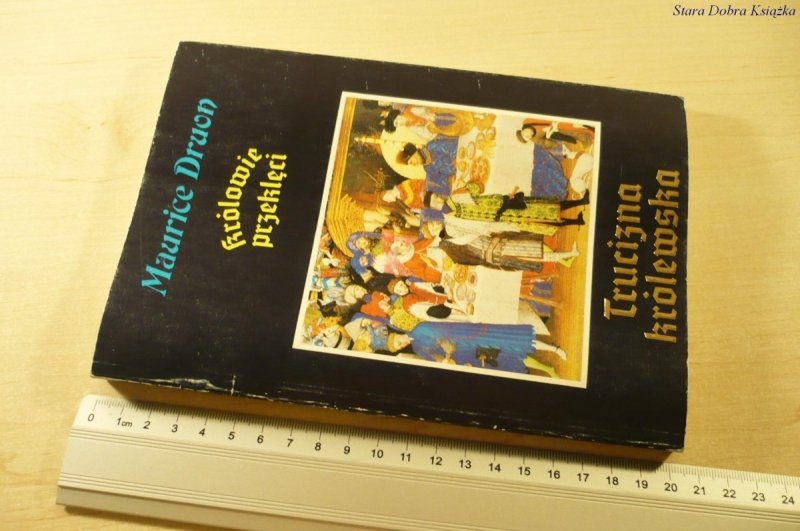 Stara Dobra Książka
Maurice Druon
Królowie
przeklęci
Trucizna
królewska
0 1cm 2 3 4 5 6 7 8 9 10 11 12 13 14 15 16 17 18 19 20 21 22 23 24